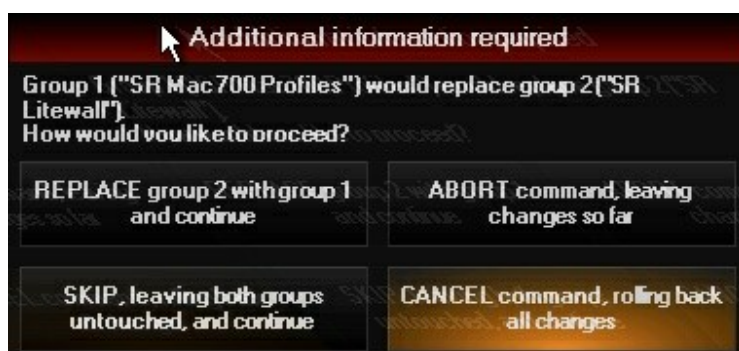 Additional information required
Group 1 ("SR Mac700 Profiles") would replace group 2 ("SR
Litewall").
How would you like to proceed?
REPLACE group 2 with group 1
and continue
ABORT command, leaving
changes so far
SKIP, leaving both groups
untouched, and continue
CANCEL command, rolling back
all changes